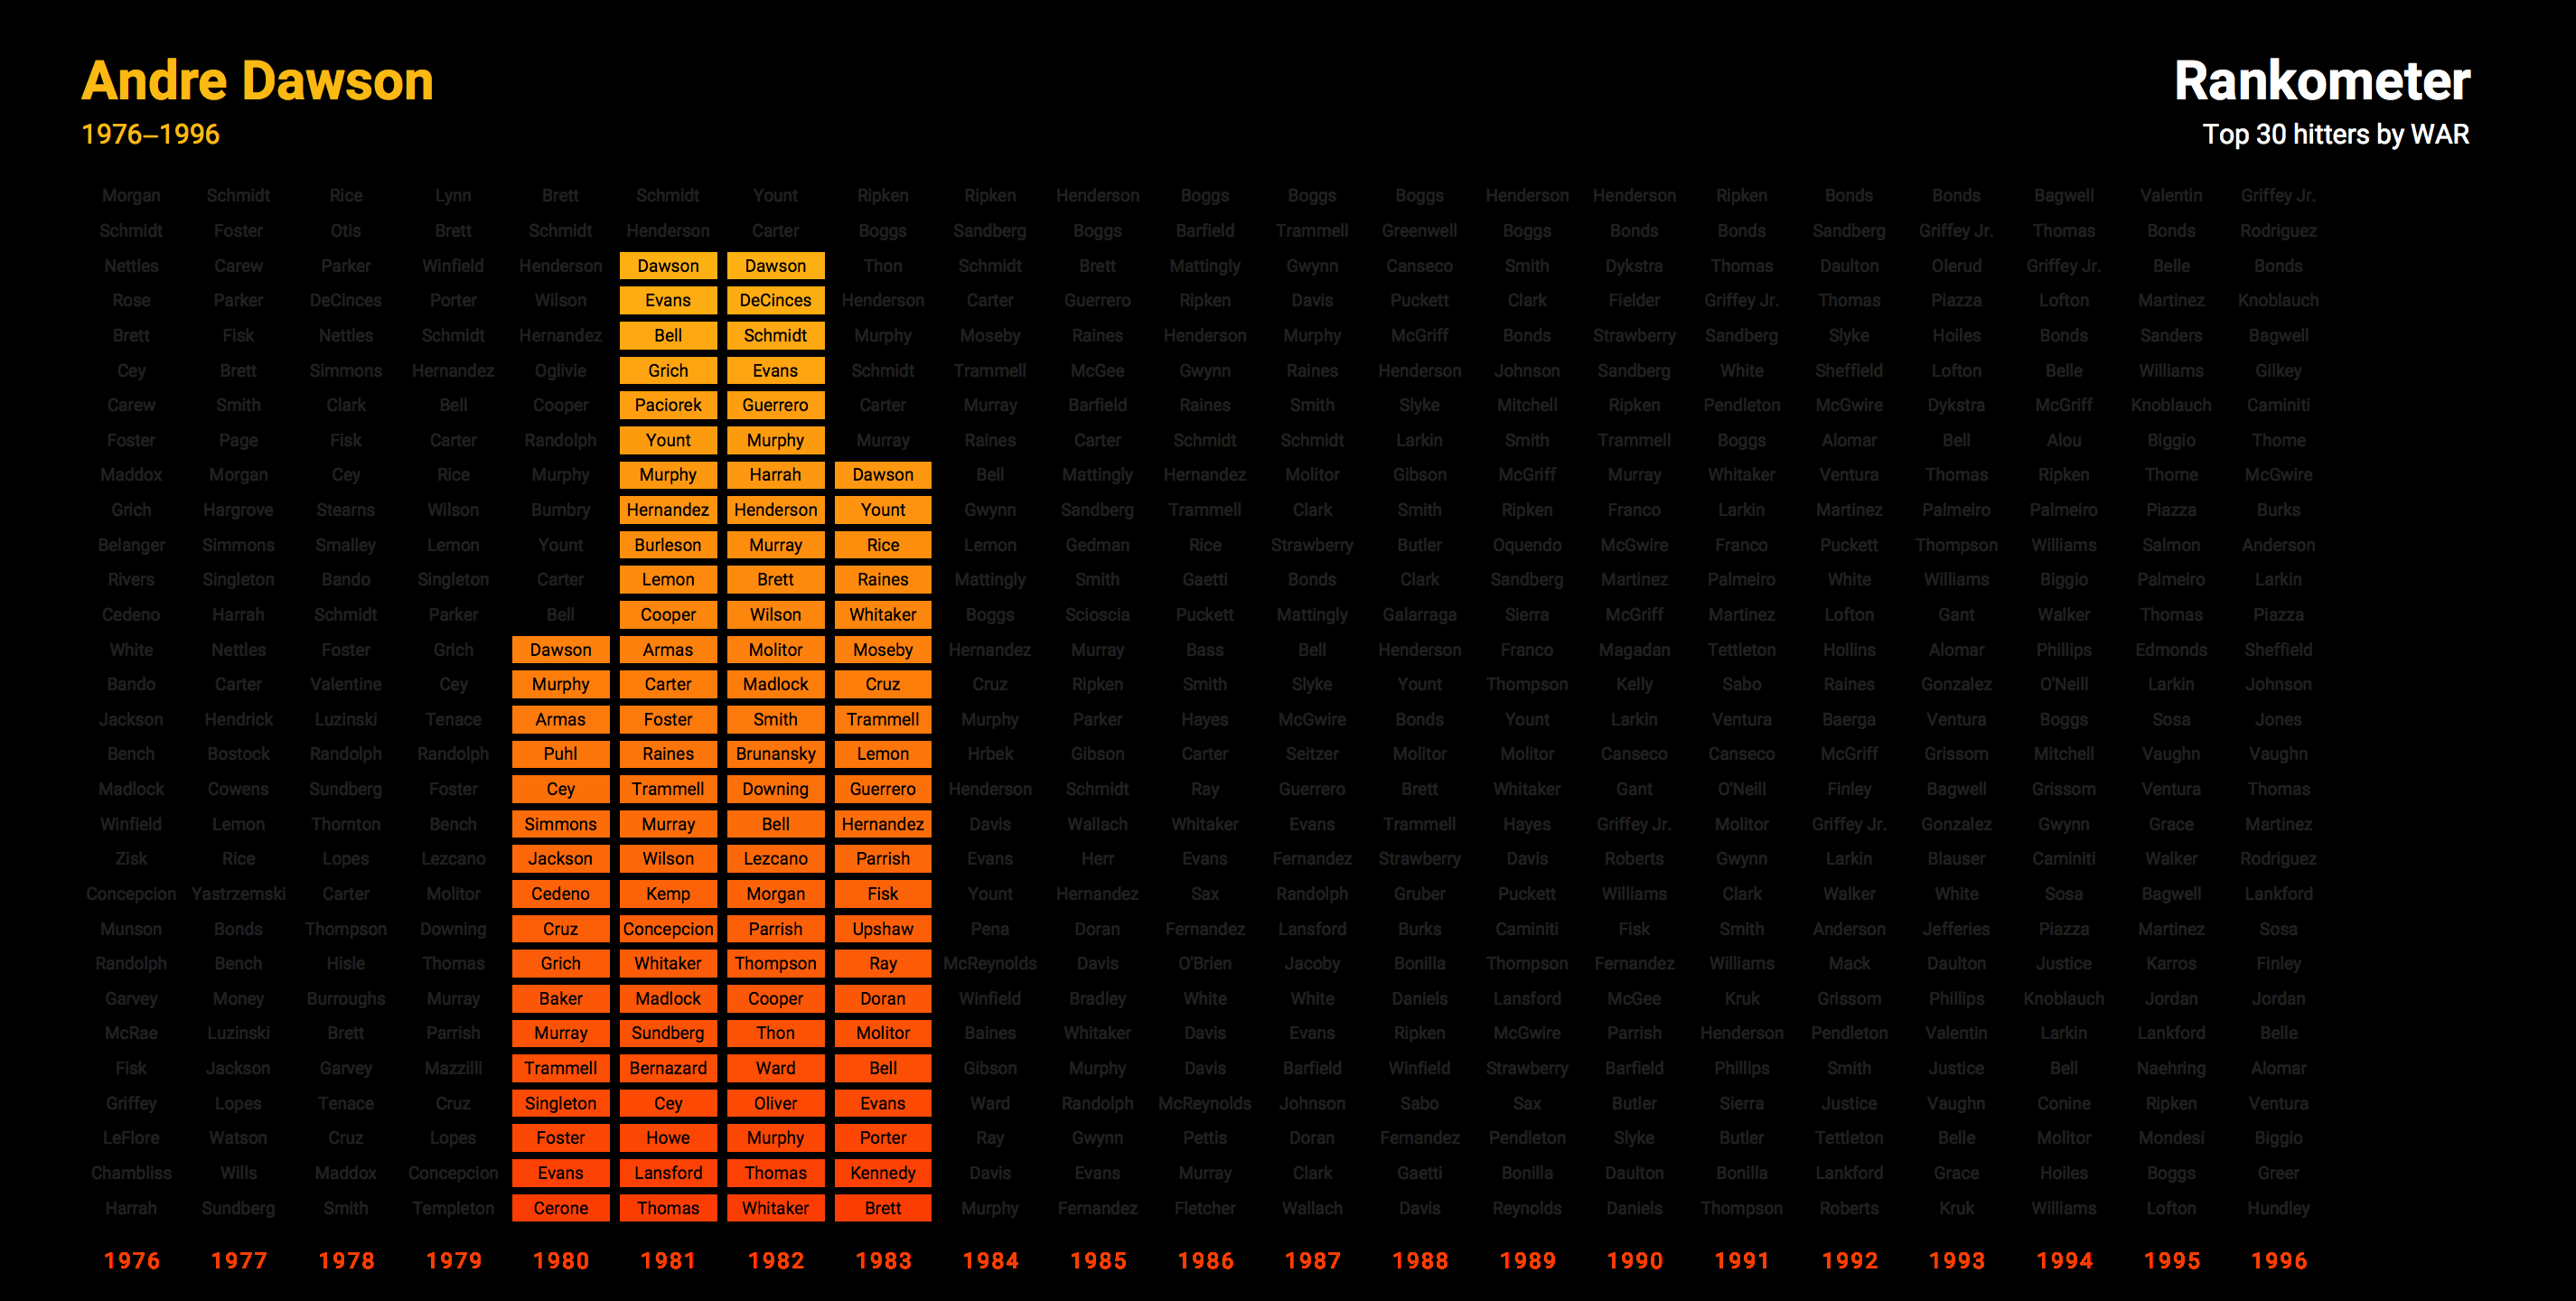 Andre Dawson
1976–1996
Rankometer
Top 30 hitters by WAR
Morgan Schmidt Rice Lynn Brett Schmidt Yount Ripken Ripken Henderson Boggs Boggs Boggs Henderson Henderson Ripken Bonds Bonds Bagwell Valentin Griffey Jr.
Schmidt Foster Otis Brett Schmidt Henderson Carter Boggs Sandberg Boggs Barfield Trammell Greenwell Boggs Bonds Bonds Sandberg Griffey Jr. Thomas Bonds Rodriguez
Nettles Carew Parker Winfield Henderson Dawson Dawson Thon Schmidt Brett Mattingly Gwynn Canseco Smith Dykstra Thomas Daulton Olerud Griffey Jr. Belle Bonds
Rose Parker DeCinces Porter Wilson Evans DeCinces Henderson Carter Guerrero Ripken Davis Puckett Clark Fielder Griffey Jr. Thomas Piazza Lofton Martinez Knoblauch
Brett Fisk Nettles Schmidt Hernandez Bell Schmidt Murphy Moseby Raines Henderson Murphy McGriff Bonds Strawberry Sandberg Slyke Hoiles Bonds Sanders Bagwell
Cey Brett Simmons Hernandez Oglivie Grich Evans Schmidt Trammell McGee Gwynn Raines Henderson Johnson Sandberg White Sheffield Lofton Belle Williams Gilkey
Carew Smith Clark Bell Cooper Paciorek Guerrero Carter Murray Barfield Raines Smith Slyke Mitchell Ripken Pendleton McGwire Dykstra McGriff Knoblauch Caminiti
Foster Page Fisk Carter Randolph Yount Murphy Murray Raines Carter Schmidt Schmidt Larkin Smith Trammell Boggs Alomar Bell Alou Biggio Thome
Maddox Morgan Cey Rice Murphy Murphy Harrah Dawson Bell Mattingly Hernandez Molitor Gibson McGriff Murray Whitaker Ventura Thomas Ripken Thome McGwire
Grich Hargrove Stearns Wilson Bumbry Hernandez Henderson Yount Gwynn Sandberg Trammell Clark Smith Ripken Franco Larkin Martinez Palmeiro Palmeiro Piazza Burks
Belanger Simmons Smalley Lemon Yount Burleson Murray Rice Lemon Gedman Rice Strawberry Butler Oquendo McGwire Franco Puckett Thompson Williams Salmon Anderson
Rivers Singleton Bando Singleton Carter Lemon Brett Raines Mattingly Smith Gaetti Bonds Clark Sandberg Martinez Palmeiro White Williams Biggio Palmeiro Larkin
Cedeno Harrah Schmidt Parker Bell Cooper Wilson Whitaker Boggs Scioscia Puckett Mattingly Galarraga Sierra McGriff Martinez Lofton Gant Walker Thomas Piazza
White Nettles Foster Grich Dawson Armas Molitor Moseby Hernandez Murray Bass Bell Henderson Franco Magadan Tettleton Hollins Alomar Phillips Edmonds Sheffield
Bando Carter Valentine Cey Murphy Carter Madlock Cruz Cruz Ripken Smith Slyke Yount Thompson Kelly Sabo Raines Gonzalez O'Neill Larkin Johnson
Jackson Hendrick Luzinski Tenace Armas Foster Smith Trammell Murphy Parker Hayes McGwire Bonds Yount Larkin Ventura Baerga Ventura Boggs Sosa Jones
Bench Bostock Randolph Randolph Puhl Raines Brunansky Lemon Hrbek Gibson Carter Seitzer Molitor Molitor Canseco Canseco McGriff Grissom Mitchell Vaughn Vaughn
Madlock Cowens Sundberg Foster Cey Trammell Downing Guerrero Henderson Schmidt Ray Guerrero Brett Whitaker Gant O'Neill Finley Bagwell Grissom Ventura Thomas
Winfield Lemon Thornton Bench Simmons Murray Bell Hernandez Davis Wallach Whitaker Evans Trammell Hayes Griffey Jr. Molitor Griffey Jr. Gonzalez Gwynn Grace Martinez
Zisk Rice Lopes Lezcano Jackson Wilson Lezcano Parrish Evans Herr Evans Fernandez Strawberry Davis Roberts Gwynn Larkin Blauser Caminiti Walker Rodriguez
Concepcion Yastrzemski Carter Molitor Cedeno Kemp Morgan Fisk Yount Hernandez Sax Randolph Gruber Puckett Williams Clark Walker White Sosa Bagwell Lankford
Munson Bonds Thompson Downing Cruz Concepcion Parrish Upshaw Pena Doran Fernandez Lansford Burks Caminiti Fisk Smith Anderson Jefferies Piazza Martinez Sosa
Randolph Bench Hisle Thomas Grich Whitaker Thompson Ray McReynolds Davis O'Brien Jacoby Bonilla Thompson Fernandez Williams Mack Daulton Justice Karros Finley
Garvey Money Burroughs Murray Baker Madlock Cooper Doran Winfield Bradley White White Daniels Lansford McGee Kruk Grissom Phillips Knoblauch Jordan Jordan
McRae Luzinski Brett Parrish Murray Sundberg Thon Molitor Baines Whitaker Davis Evans Ripken McGwire Parrish Henderson Pendleton Valentin Larkin Lankford Belle
Fisk Jackson Garvey Mazzilli Trammell Bernazard Ward Bell Gibson Murphy Davis Barfield Winfield Strawberry Barfield Phillips Smith Justice Bell Naehring Alomar
Griffey Lopes Tenace Cruz Singleton Cey Oliver Evans Ward Randolph McReynolds Johnson Sabo Sax Butler Sierra Justice Vaughn Conine Ripken Ventura
LeFlore Watson Cruz Lopes Foster Howe Murphy Porter Ray Gwynn Pettis Doran Fernandez Pendleton Slyke Butler Tettleton Belle Molitor Mondesi Biggio
Chambliss Wills Maddox Concepcion Evans Lansford Thomas Kennedy Davis Evans Murray Clark Gaetti Bonilla Daulton Bonilla Lankford Grace Hoiles Boggs Greer
Harrah Sundberg Smith Templeton Cerone Thomas Whitaker Brett Murphy Fernandez Fletcher Wallach Davis Reynolds Daniels Thompson Roberts Kruk Williams Lofton Hundley
1976 1977 1978 1979 1980 1981 1982 1983 1984 1985 1986 1987 1988 1989 1990 1991 1992 1993 1994 1995 1996